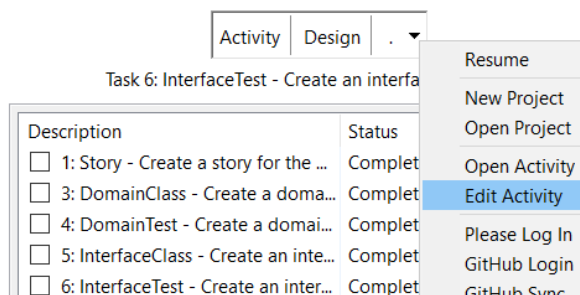 Activity Design .
Task 6: InterfaceTest - Create an interfa
Resume
New Project
Open Project
Open Activity
Edit Activity
Please Log In
GitHub Login
GitHub Sync
Description Status
1: Story - Create a story for the ... Complet
3: DomainClass - Create a doma... Complet
4: DomainTest - Create a domai... Complet
5: InterfaceClass - Create an inte... Complet
6: InterfaceTest - Create an inter... Complet